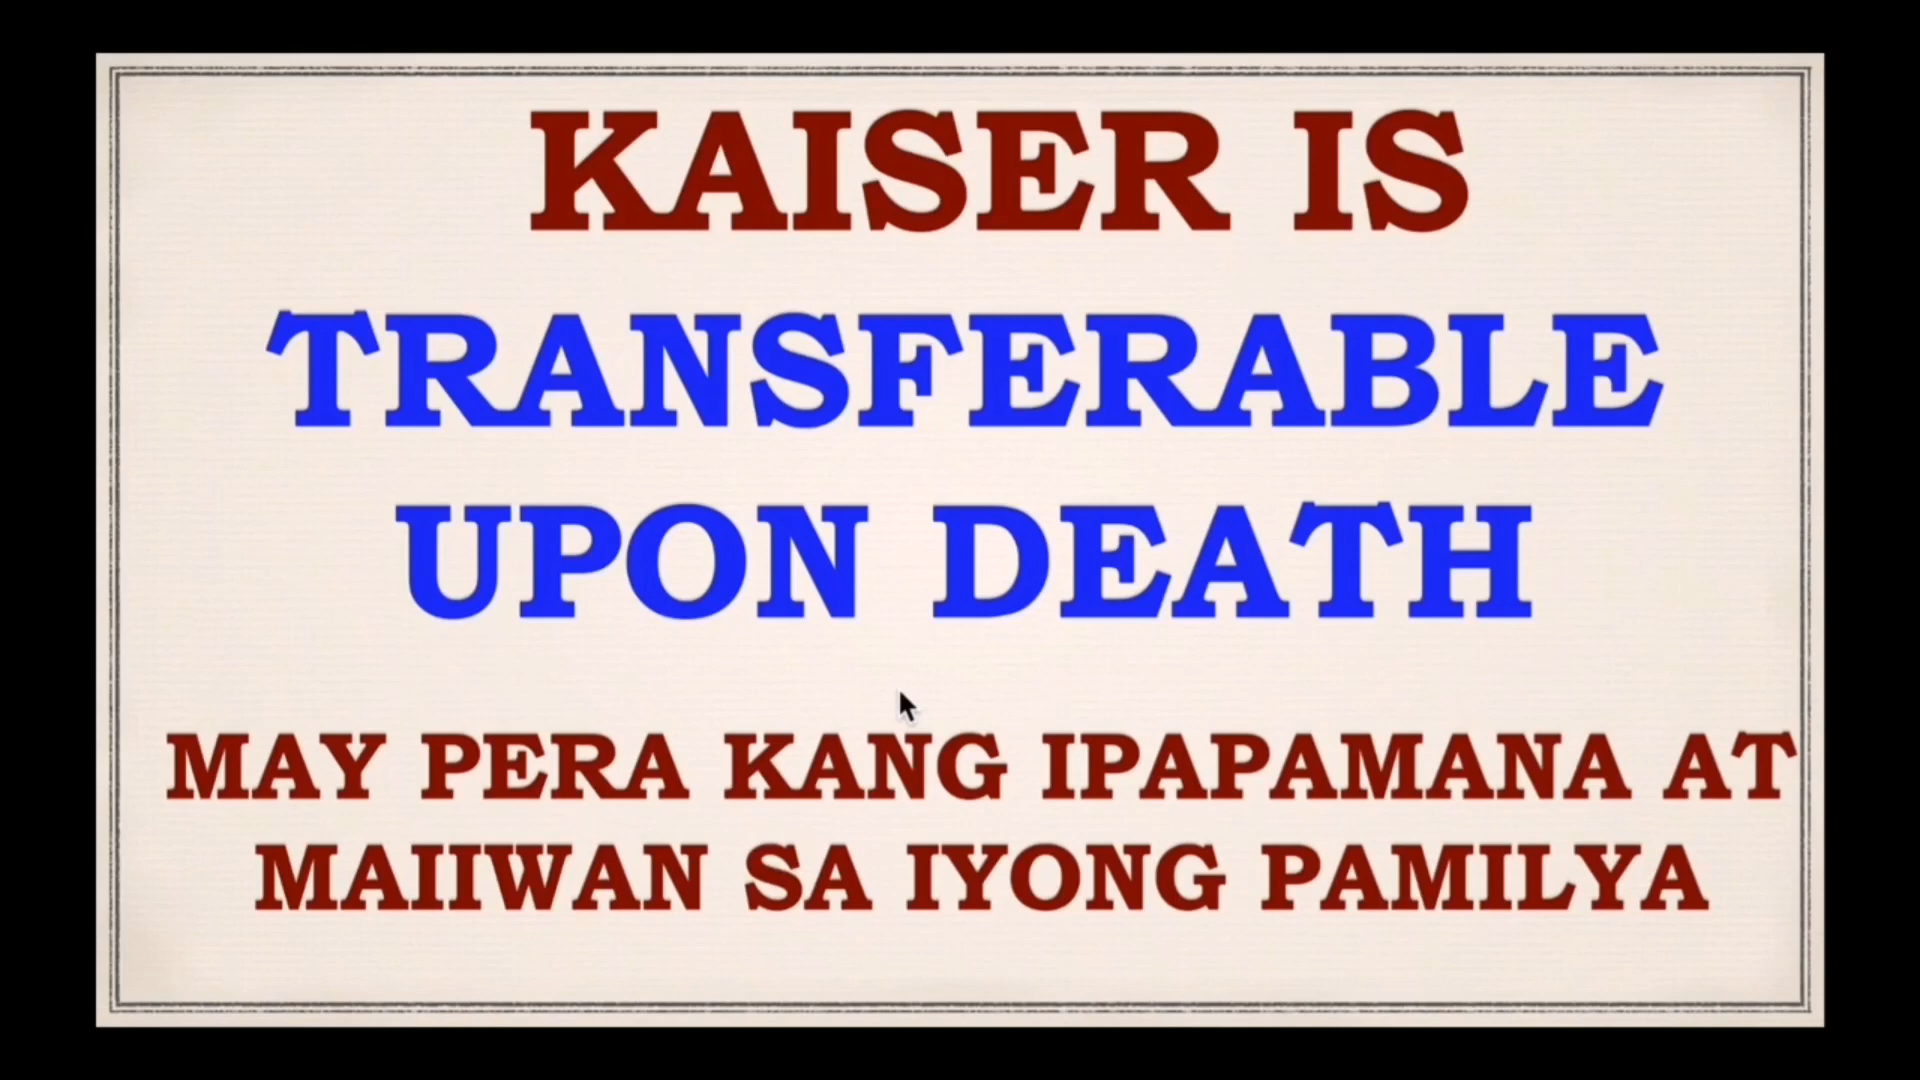 KAISER IS
TRANSFERABLE
UPON DEATH
MAY PERA KANG IPAPAMANA AT
MAIIWAN SA IYONG PAMILYA